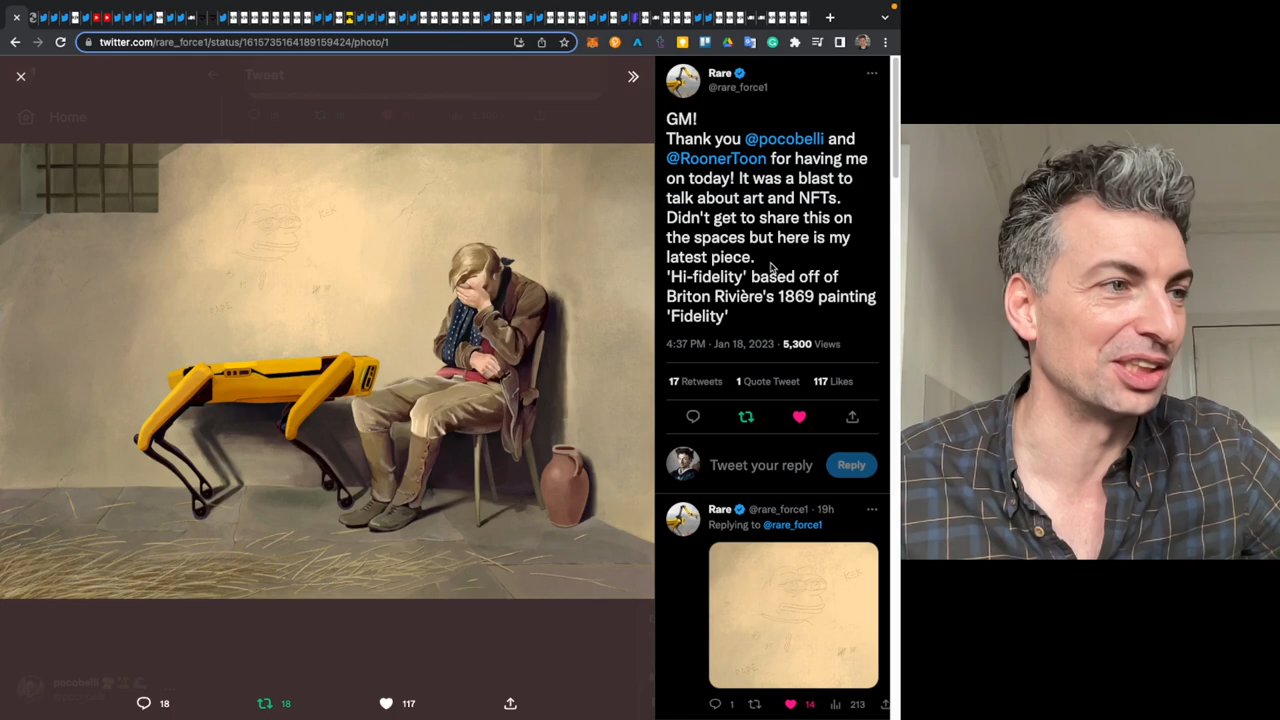 twitter.com/rare_force1/status/1615735164189159424/photo/1
Tweet
Home
Rare
@rare_force1
GM!
Thank you @pocobelli and
@RoonerToon for having me
on today! It was a blast to
talk about art and NFTs.
Didn't get to share this on
the spaces but here is my
latest piece.
'Hi-fidelity' based off of
Briton Rivière's 1869 painting
'Fidelity'
4:37 PM · Jan 18, 2023 · 5,300 Views
17 Retweets 1 Quote Tweet 117 Likes
Tweet your reply Reply
Rare @rare_force1 · 19h
Replying to @rare_force1
KEK
1 14 213
pocobelli
18 18 117